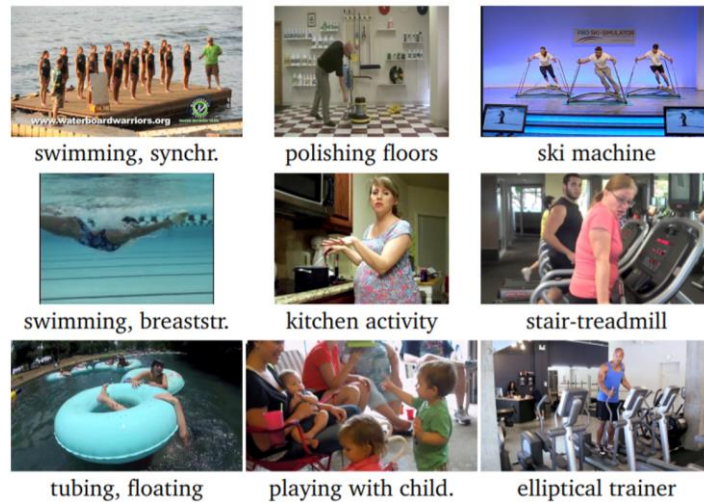 PRO SKI SIMULATOR
www.waterboardwarriors.org
swimming, synchr.
polishing floors
ski machine
swimming, breaststr.
kitchen activity
stair-treadmill
tubing, floating
playing with child.
elliptical trainer